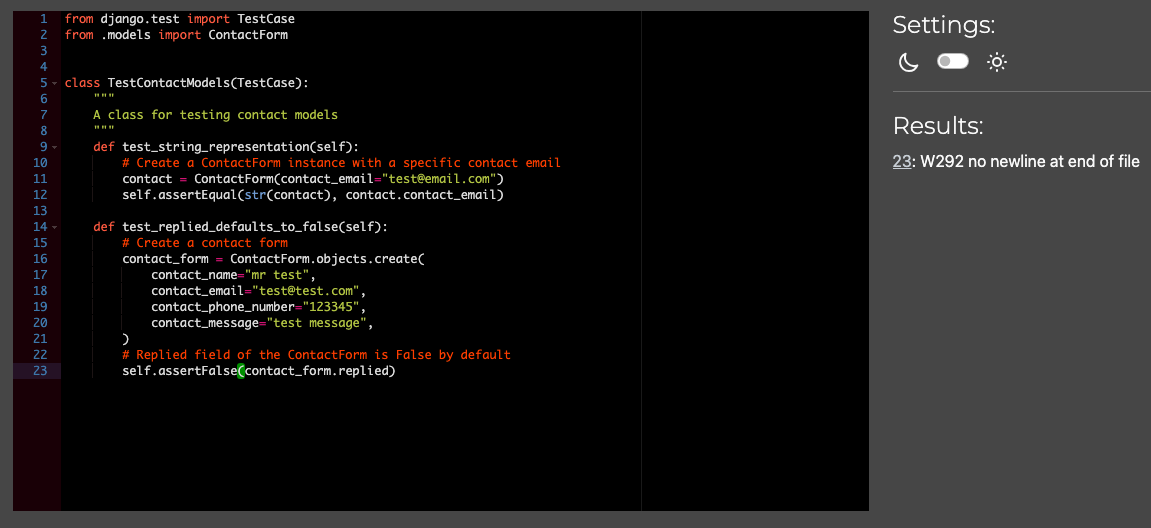 1 from django.test import TestCase
2 from .models import ContactForm
3
4
5 class TestContactModels(TestCase):
6     """
7     A class for testing contact models
8     """
9     def test_string_representation(self):
10         # Create a ContactForm instance with a specific contact email
11         contact = ContactForm(contact_email="test@email.com")
12         self.assertEqual(str(contact), contact.contact_email)
13
14     def test_replied_defaults_to_false(self):
15         # Create a contact form
16         contact_form = ContactForm.objects.create(
17             contact_name="mr test",
18             contact_email="test@test.com",
19             contact_phone_number="123345",
20             contact_message="test message",
21         )
22         # Replied field of the ContactForm is False by default
23         self.assertFalse(contact_form.replied)
Settings:
Results:
23: W292 no newline at end of file